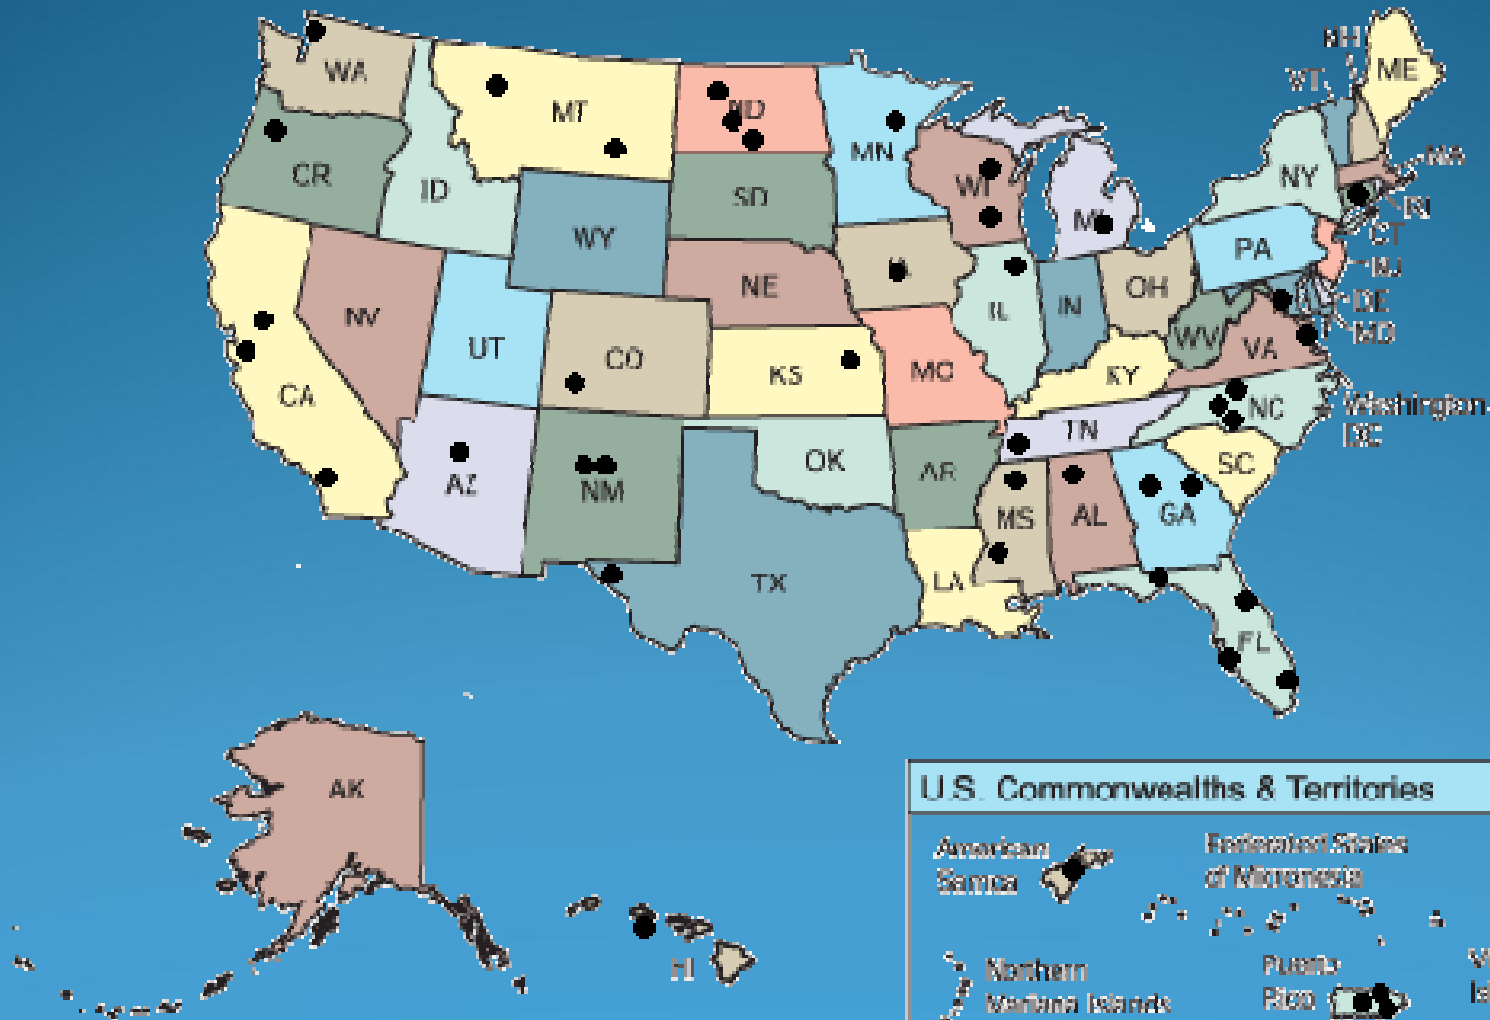 WA
MT
ND
MN
ME
NH
VT
CR
ID
SD
WI
MI
NY
MA
RI
CT
NJ
DE
MD
WY
NE
IA
PA
IL
IN
OH
NV
UT
CO
KS
MO
KY
WV
VA
CA
AZ
NM
OK
AR
TN
NC
SC
Washington
DC
TX
LA
MS
AL
GA
FL
AK
HI
U.S. Commonwealths & Territories
American
Samoa
Federated States
of Micronesia
Northern
Mariana Islands
Puerto
Rico